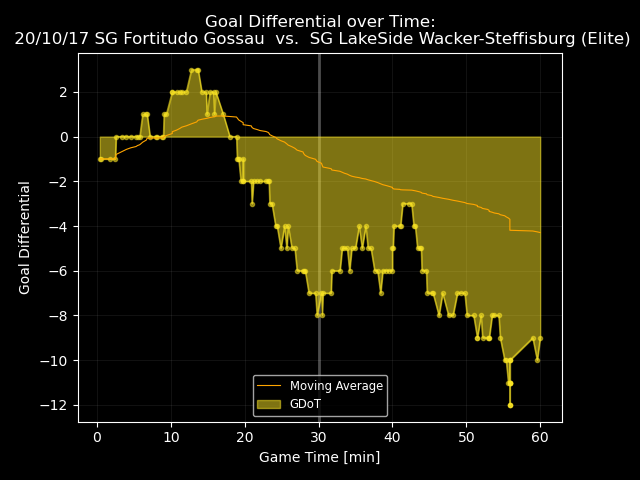 Goal Differential over Time:
20/10/17 SG Fortitudo Gossau  vs.  SG LakeSide Wacker-Steffisburg (Elite)
Goal Differential
2
0
−2
−4
−6
−8
−10
−12
Moving Average
GDoT
0 10 20 30 40 50 60
Game Time [min]